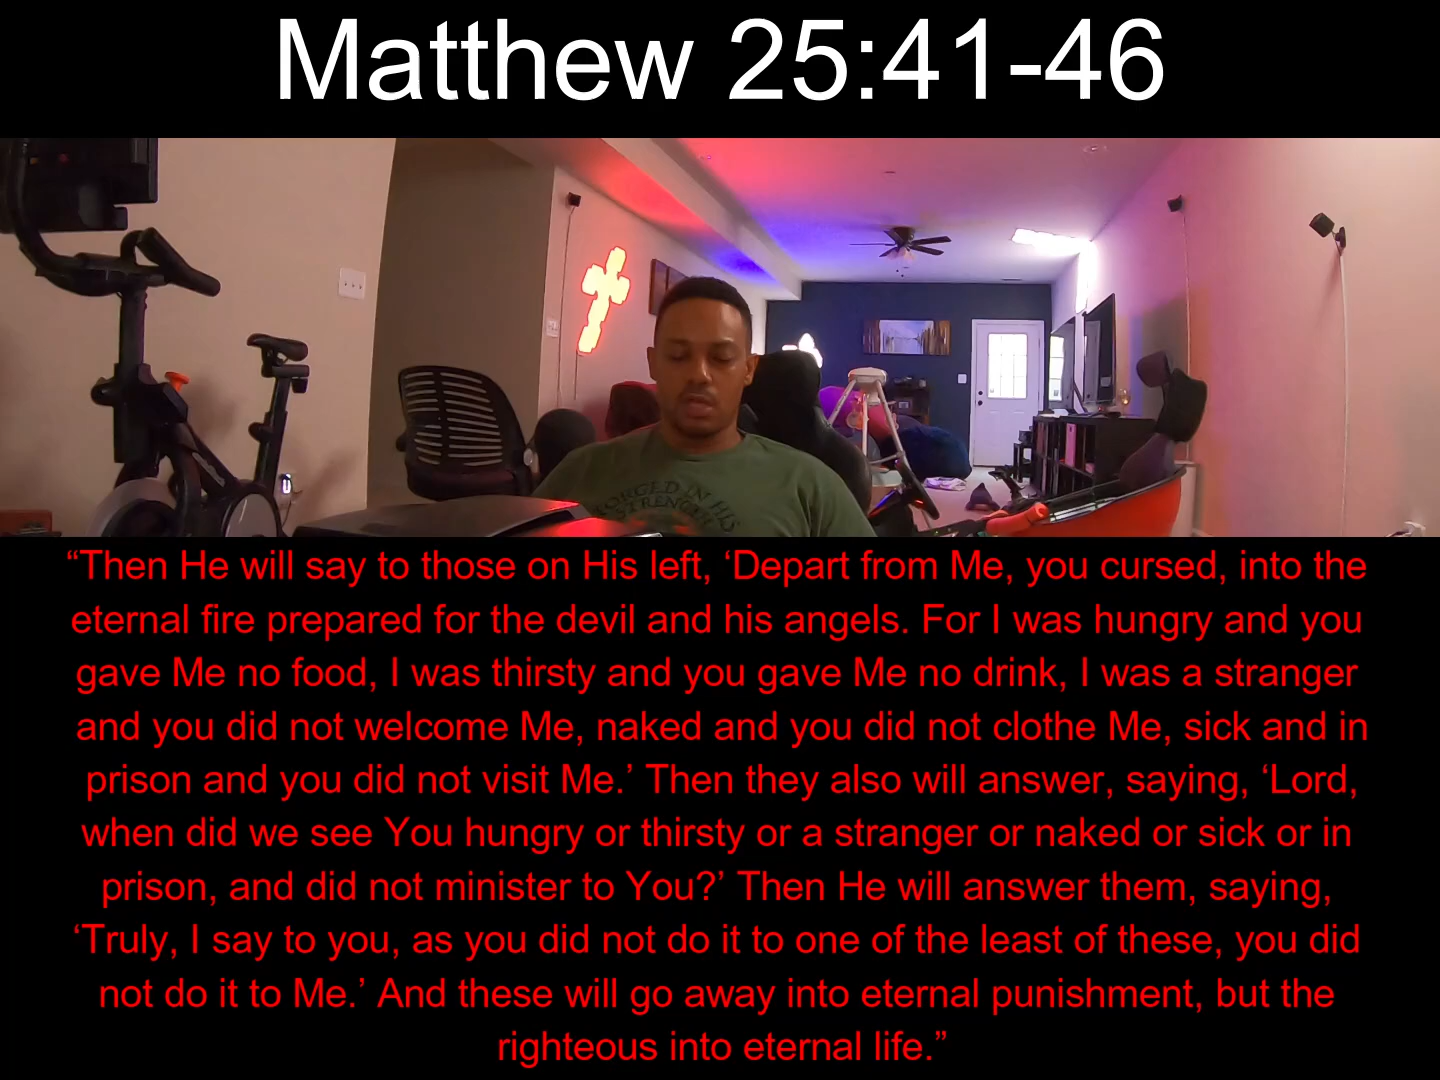 Matthew 25:41-46
FORGED IN HIS
STRENGTH
“Then He will say to those on His left, ‘Depart from Me, you cursed, into the
eternal fire prepared for the devil and his angels. For I was hungry and you
gave Me no food, I was thirsty and you gave Me no drink, I was a stranger
and you did not welcome Me, naked and you did not clothe Me, sick and in
prison and you did not visit Me.’ Then they also will answer, saying, ‘Lord,
when did we see You hungry or thirsty or a stranger or naked or sick or in
prison, and did not minister to You?’ Then He will answer them, saying,
‘Truly, I say to you, as you did not do it to one of the least of these, you did
not do it to Me.’ And these will go away into eternal punishment, but the
righteous into eternal life.”